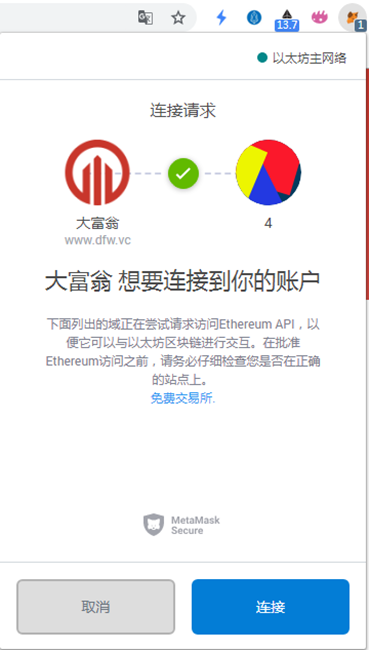 13.7
1
以太坊主网络
连接请求
大富翁
4
www.dfw.vc
大富翁 想要连接到你的账户
下面列出的域正在尝试请求访问Ethereum API，以
便它可以与以太坊区块链进行交互。在批准
Ethereum访问之前，请务必仔细检查您是否在正确
的站点上。
免费交易所.
MetaMask
Secure
取消
连接